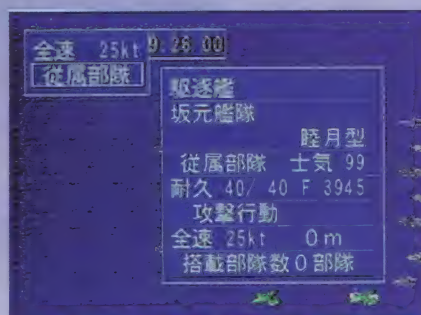 全速 25kt 9:26:00
従属部隊
駆逐艦
坂元艦隊
睦月型
従属部隊 士気 99
耐久 40/ 40 F 3945
攻撃行動
全速 25kt 0m
搭載部隊数0部隊